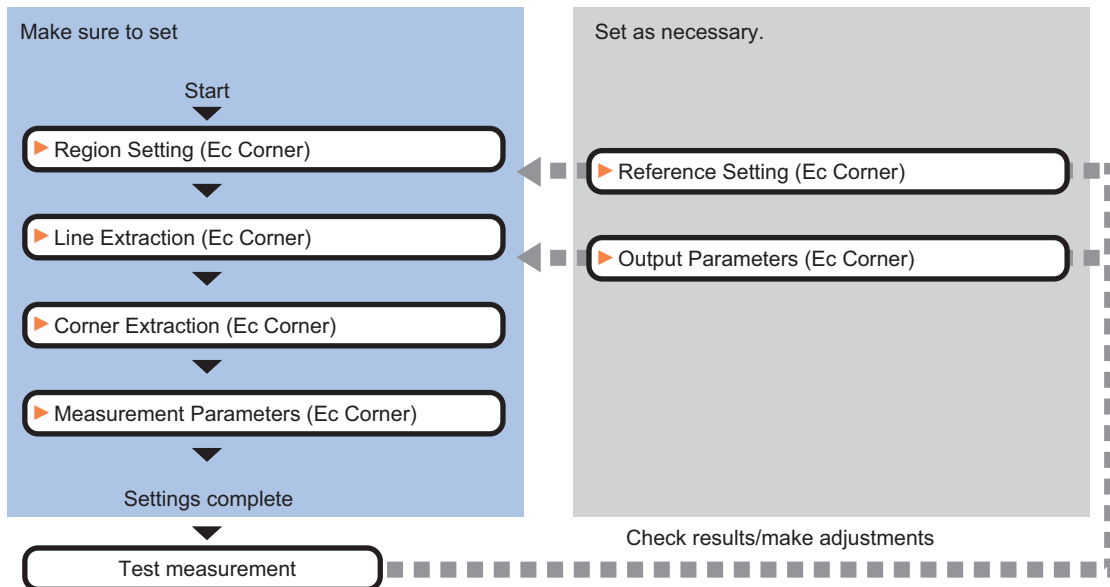 Make sure to set
Start
Region Setting (Ec Corner)
Line Extraction (Ec Corner)
Corner Extraction (Ec Corner)
Measurement Parameters (Ec Corner)
Settings complete
Test measurement
Set as necessary.
Reference Setting (Ec Corner)
Output Parameters (Ec Corner)
Check results/make adjustments